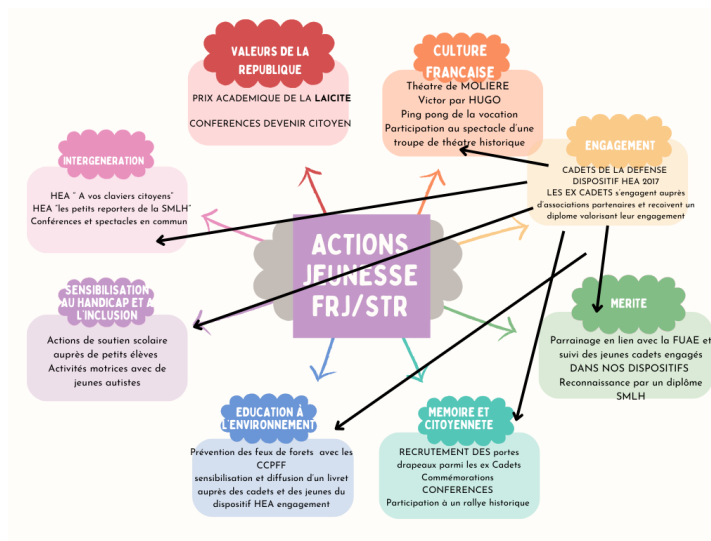 VALEURS DE LA
REPUBLIQUE
PRIX ACADEMIQUE DE LA LAICITE
CONFERENCES DEVENIR CITOYEN
CULTURE
FRANCAISE
Théatre de MOLIERE
Victor par HUGO
Ping pong de la vocation
Participation au spectacle d'une
troupe de théatre historique
INTERGENERATION
HEA " A vos claviers citoyens"
HEA "les petits reporters de la SMLH"
Conférences et spectacles en commun
ENGAGEMENT
CADETS DE LA DEFENSE
DISPOSITIF HEA 2017
LES EX CADETS s'engagent auprès
d'associations partenaires et recoivent un
diplome valorisant leur engagement
ACTIONS
JEUNESSE
FRJ/STR
SENSIBILISATION
AU HANDICAP ET A
L'INCLUSION
Actions de soutien scolaire
auprès de petits élèves
Activités motrices avec de
jeunes autistes
MERITE
Parrainage en lien avec la FUAE et
suivi des jeunes cadets engagés
DANS NOS DISPOSITIFS
Reconnaissance par un diplôme
SMLH
EDUCATION À
L'ENVIRONNEMENT
Prévention des feux de forets avec les
CCPFF
sensibilisation et diffusion d'un livret
auprès des cadets et des jeunes du
dispositif HEA engagement
MEMOIRE ET
CITOYENNETE
RECRUTEMENT DES portes
drapeaux parmi les ex Cadets
Commémorations
CONFERENCES
Participation à un rallye historique